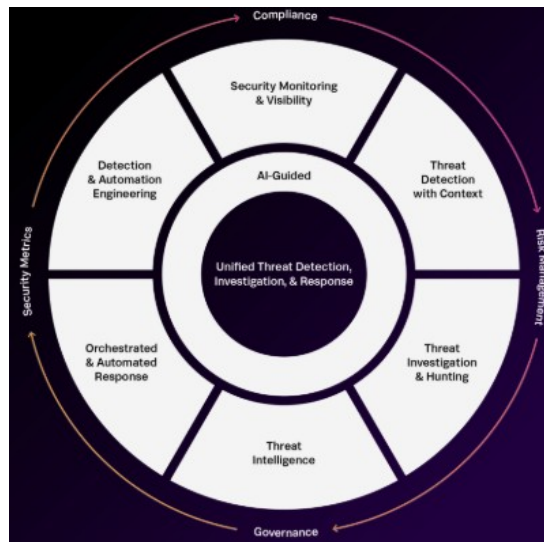 Compliance
Security Monitoring
& Visibility
Detection
& Automation
Engineering
Threat
Detection
with Context
AI-Guided
Security Metrics
Unified Threat Detection,
Investigation, & Response
Risk Management
Orchestrated
& Automated
Response
Threat
Investigation
& Hunting
Threat
Intelligence
Governance